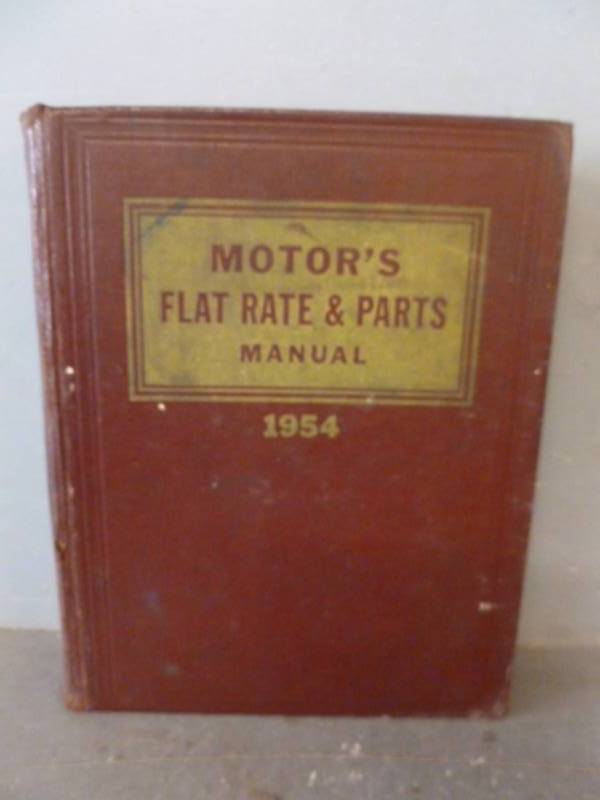 MOTOR'S
FLAT RATE & PARTS
MANUAL
1954